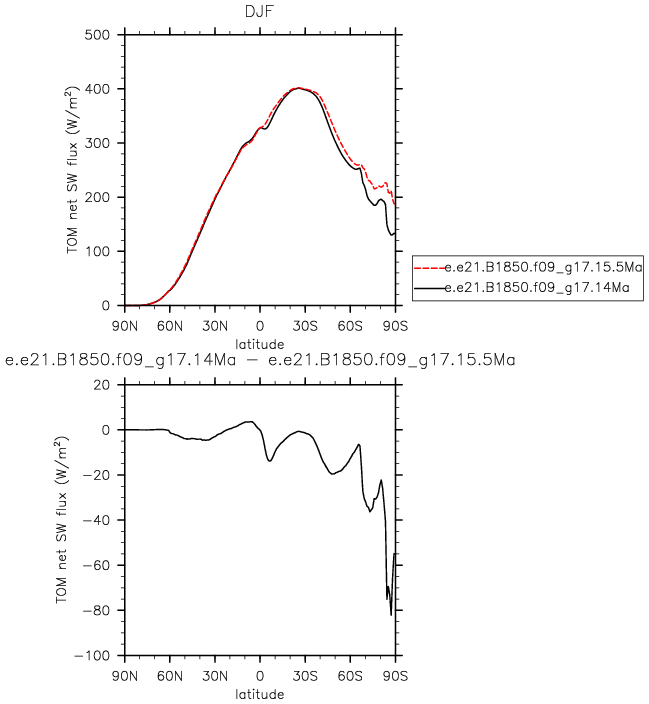 DJF
500
400
300
200
100
0
TOM net SW flux (W/m²)
90N 60N 30N 0 30S 60S 90S
latitude
e.e21.B1850.f09_g17.15.5Ma
e.e21.B1850.f09_g17.14Ma
e.e21.B1850.f09_g17.14Ma − e.e21.B1850.f09_g17.15.5Ma
20
0
−20
−40
−60
−80
−100
TOM net SW flux (W/m²)
90N 60N 30N 0 30S 60S 90S
latitude